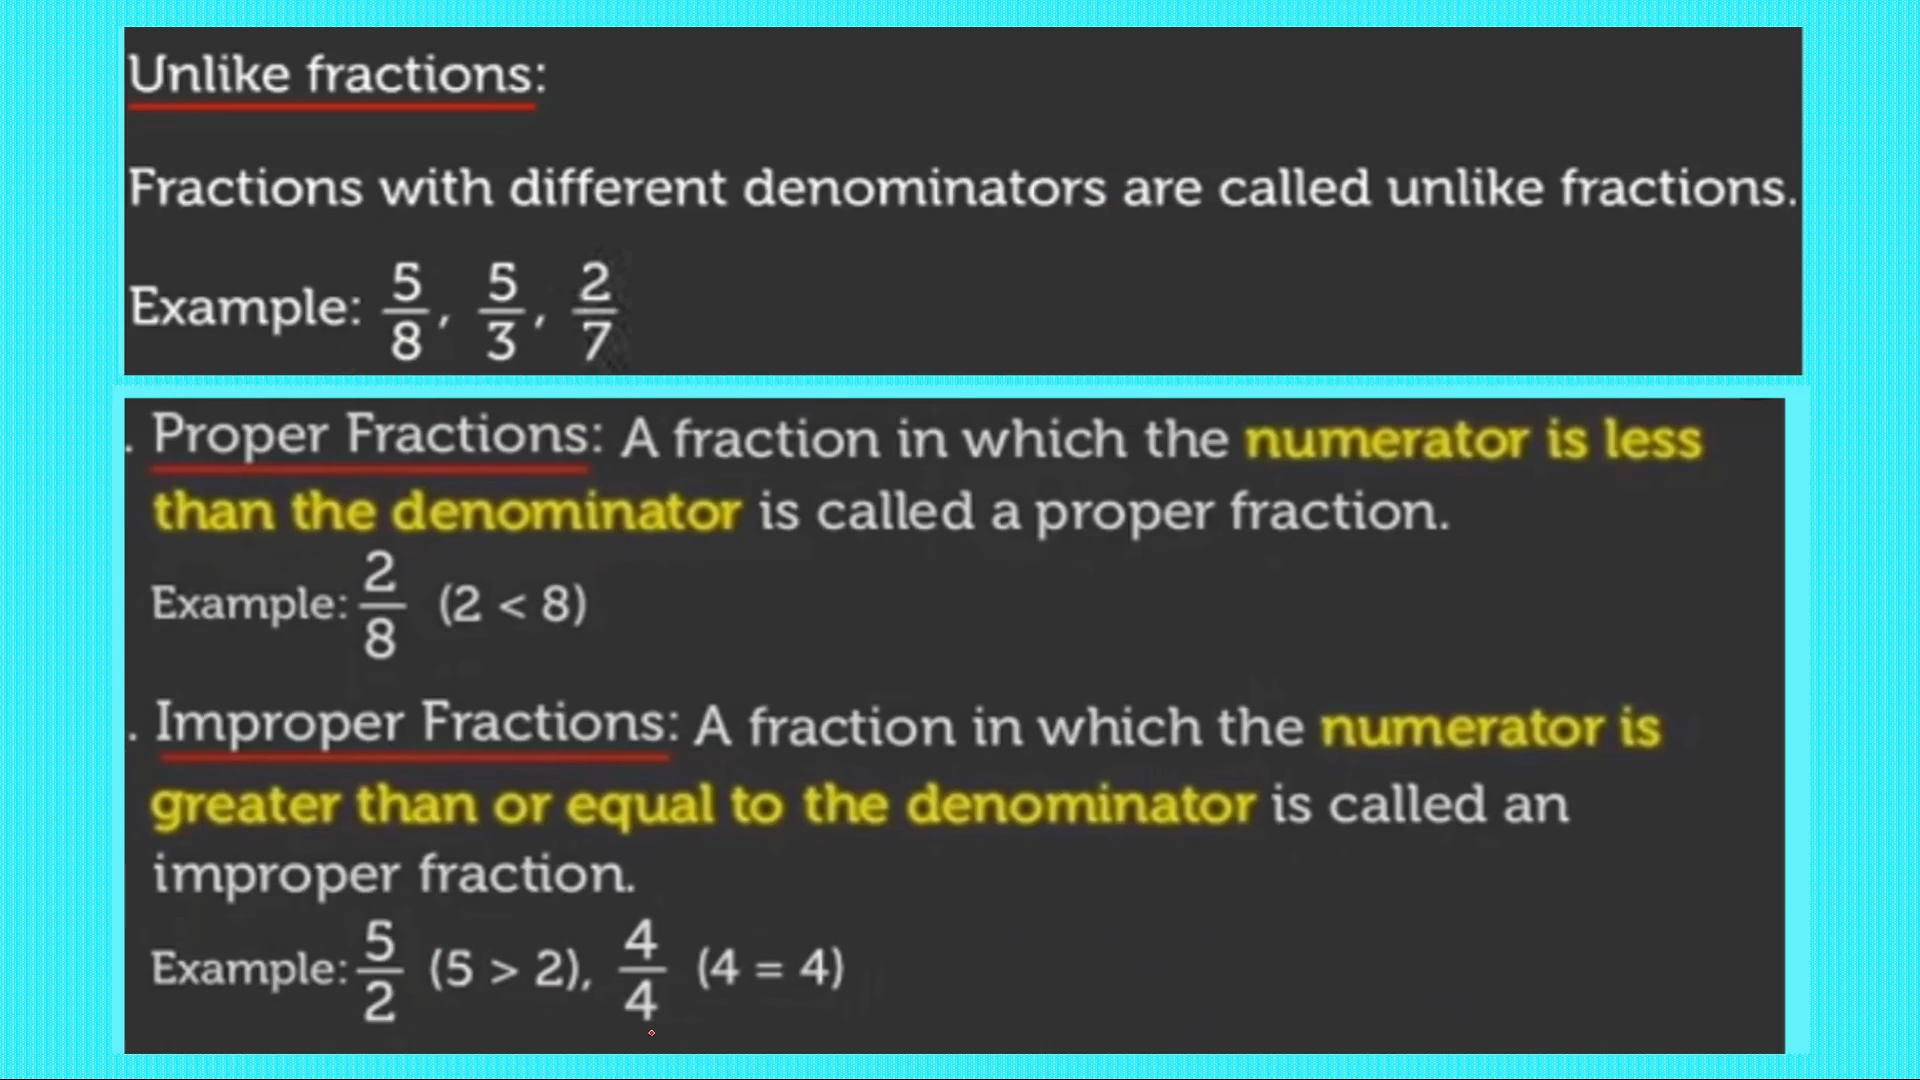 Unlike fractions:
Fractions with different denominators are called unlike fractions.
Example: 5/8, 5/3, 2/7
. Proper Fractions: A fraction in which the numerator is less
than the denominator is called a proper fraction.
Example: 2/8 (2 < 8)
. Improper Fractions: A fraction in which the numerator is
greater than or equal to the denominator is called an
improper fraction.
Example: 5/2 (5 > 2), 4/4 (4 = 4)